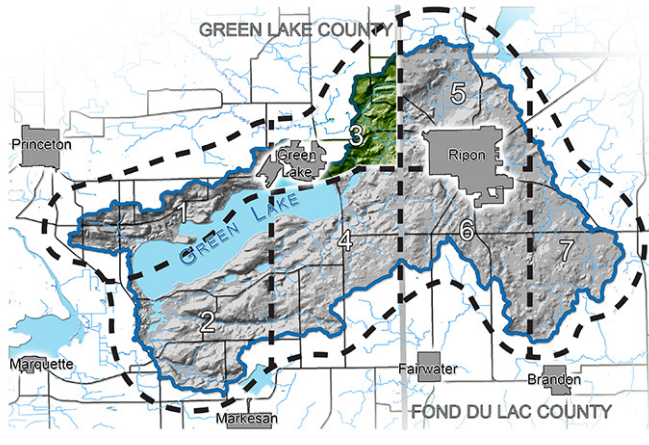 GREEN LAKE COUNTY
5
3
Princeton
Green
Lake
Ripon
1
GREEN LAKE
4
6
7
2
Marquette
Fairwater
Brandon
Markesan
FOND DU LAC COUNTY